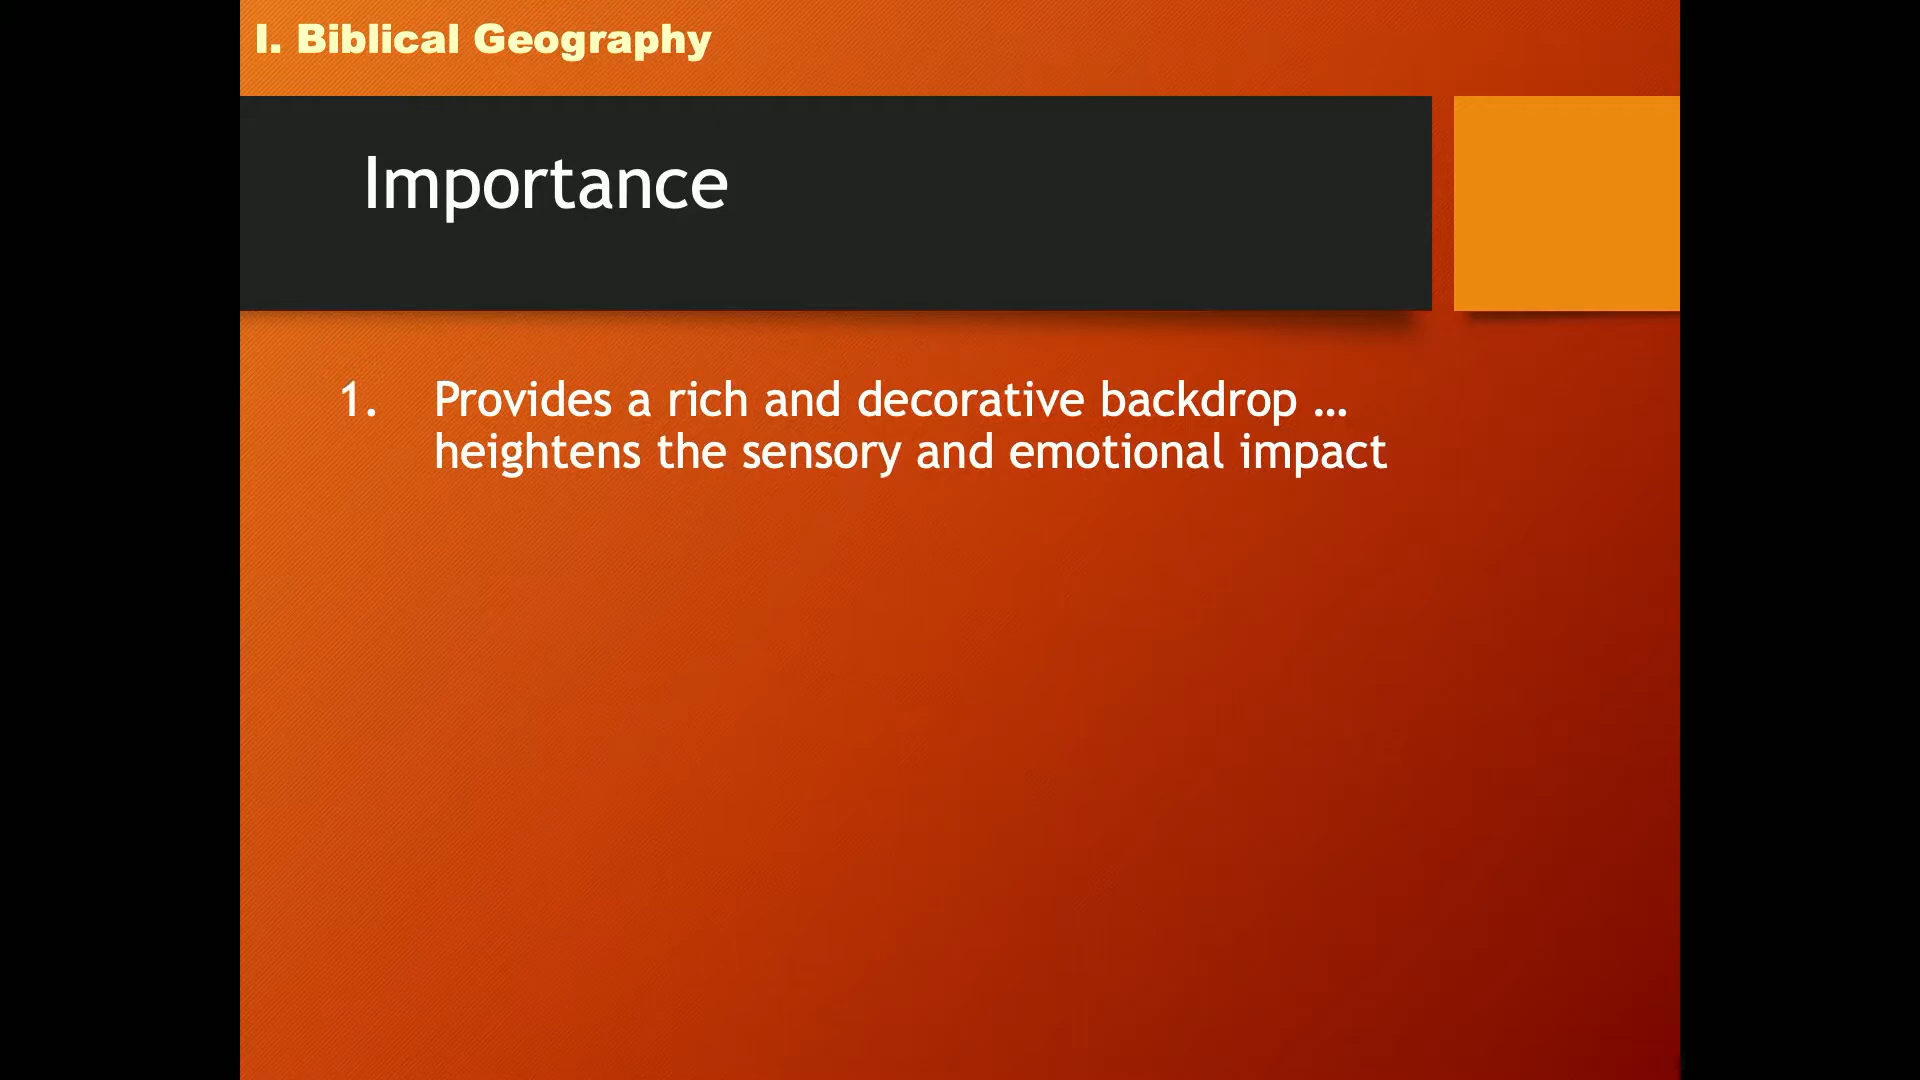 I. Biblical Geography
Importance
1. Provides a rich and decorative backdrop …
heightens the sensory and emotional impact